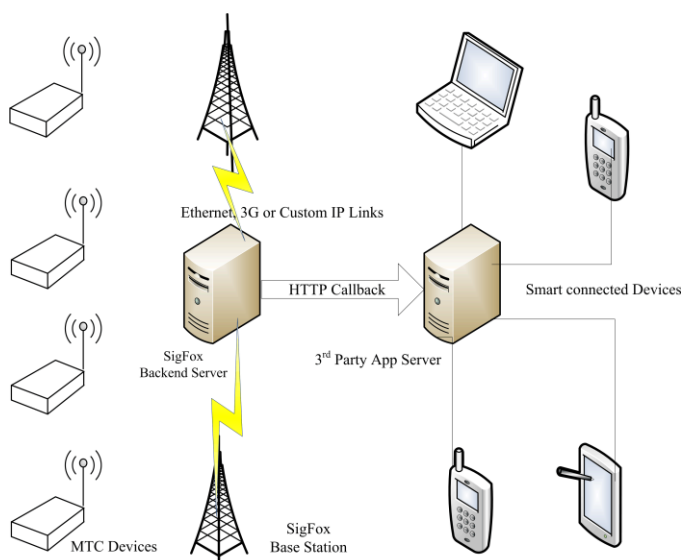 Ethernet, 3G or Custom IP Links
HTTP Callback
Smart connected Devices
SigFox
Backend Server
3rd Party App Server
MTC Devices
SigFox
Base Station